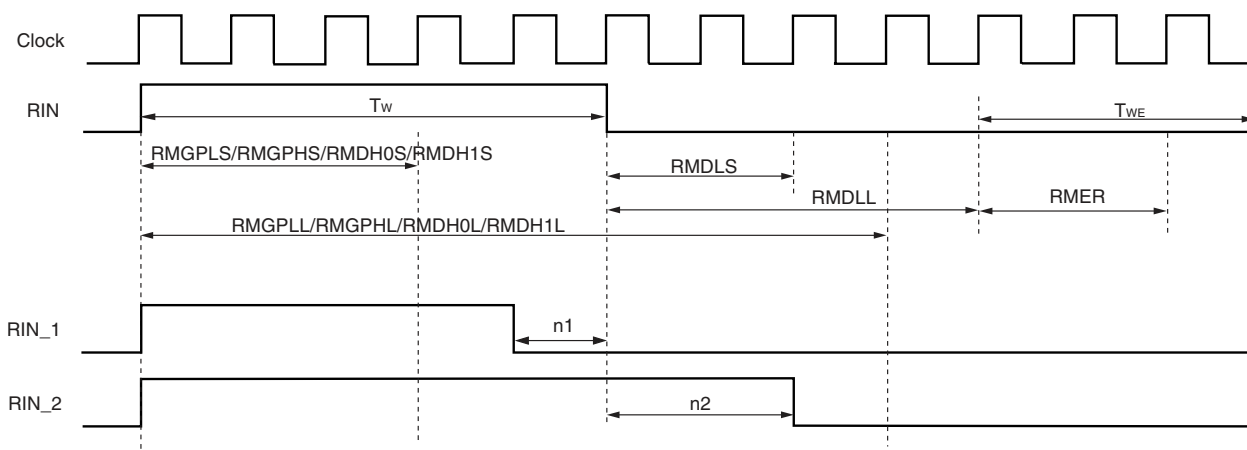 Clock
RIN
Tw
TWE
RMGPLS/RMGPHS/RMDH0S/RMDH1S
RMDLS
RMDLL
RMER
RMGPLL/RMGPHL/RMDH0L/RMDH1L
RIN_1
n1
RIN_2
n2